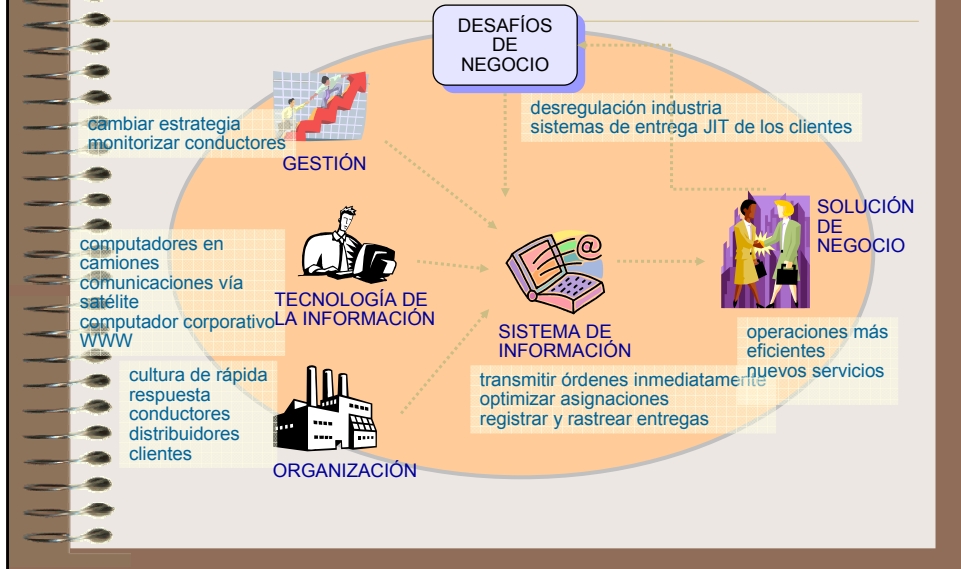 DESAFÍOS
DE
NEGOCIO
desregulación industria
sistemas de entrega JIT de los clientes
cambiar estrategia
monitorizar conductores
GESTIÓN
SOLUCIÓN
DE
NEGOCIO
computadores en
camiones
comunicaciones vía
satélite
computador corporativo
WWW
TECNOLOGÍA DE
LA INFORMACIÓN
@
SISTEMA DE
INFORMACIÓN
operaciones más
eficientes
nuevos servicios
transmitir órdenes inmediatamente
optimizar asignaciones
registrar y rastrear entregas
cultura de rápida
respuesta
conductores
distribuidores
clientes
ORGANIZACIÓN